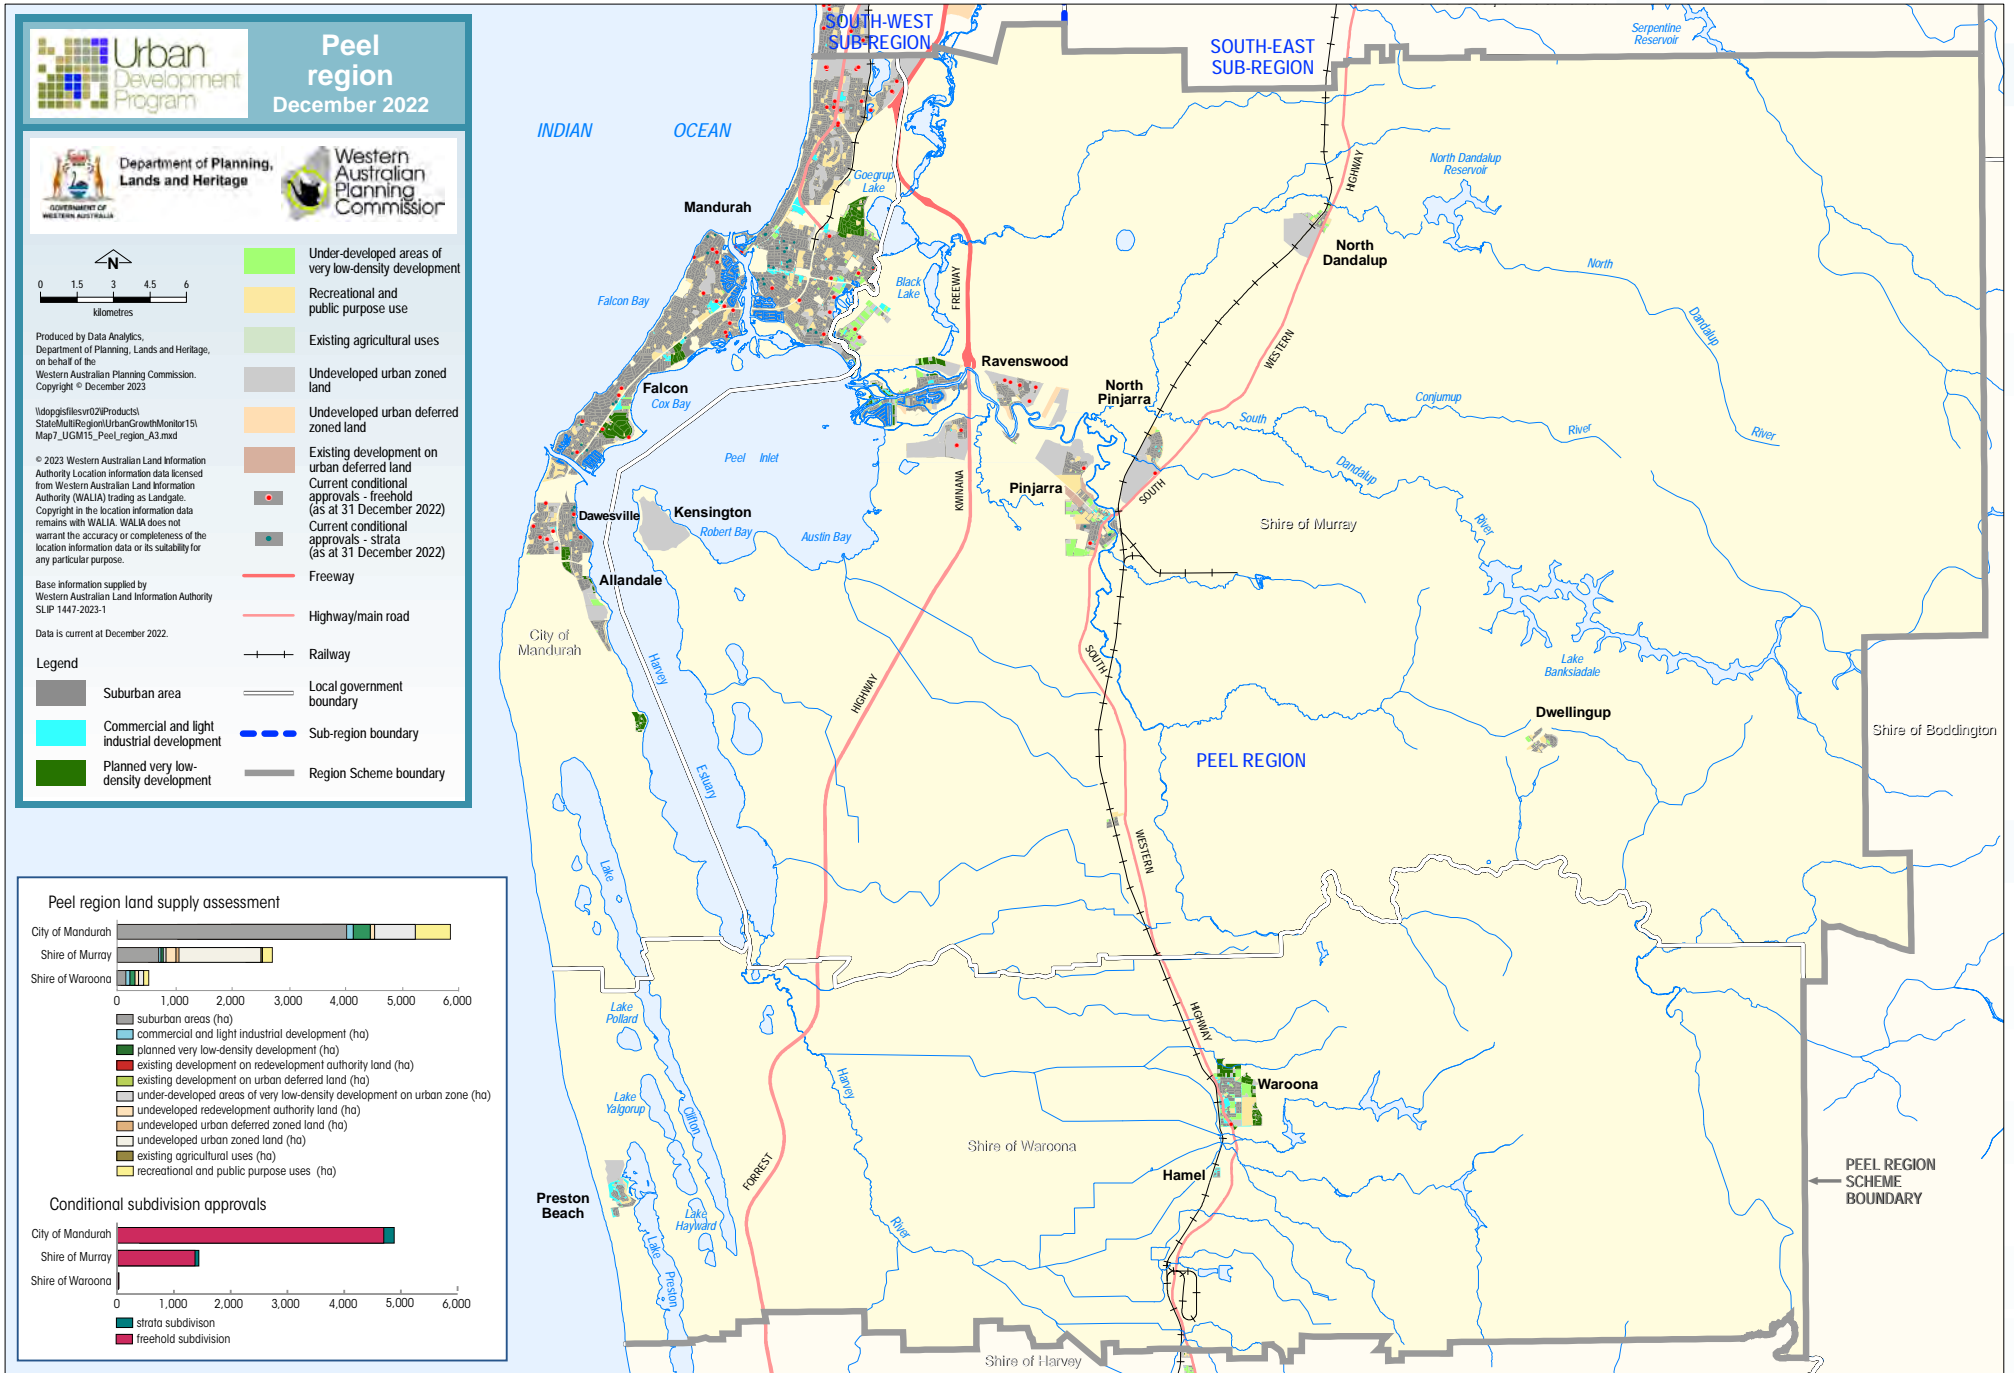 Urban
Development
Program
Peel
region
December 2022
Department of Planning,
Lands and Heritage
GOVERNMENT OF
WESTERN AUSTRALIA
Western
Australian
Planning
Commission
N
0 1.5 3 4.5 6
kilometres
Produced by Data Analytics,
Department of Planning, Lands and Heritage,
on behalf of the
Western Australian Planning Commission.
Copyright © December 2023
\\dopgisfilesvr02\iProducts\
StateMultiRegion\UrbanGrowthMonitor15\
Map7_UGM15_Peel_region_A3.mxd
© 2023 Western Australian Land Information
Authority Location information data licensed
from Western Australian Land Information
Authority (WALIA) trading as Landgate.
Copyright in the location information data
remains with WALIA. WALIA does not
warrant the accuracy or completeness of the
location information data or its suitability for
any particular purpose.
Base information supplied by
Western Australian Land Information Authority
SLIP 1447-2023-1
Data is current at December 2022.
Legend
Suburban area
Commercial and light
industrial development
Planned very low-
density development
Under-developed areas of
very low-density development
Recreational and
public purpose use
Existing agricultural uses
Undeveloped urban zoned
land
Undeveloped urban deferred
zoned land
Existing development on
urban deferred land
Current conditional
approvals - freehold
(as at 31 December 2022)
Current conditional
approvals - strata
(as at 31 December 2022)
Freeway
Highway/main road
Railway
Local government
boundary
Sub-region boundary
Region Scheme boundary
Peel region land supply assessment
City of Mandurah
Shire of Murray
Shire of Waroona
0 1,000 2,000 3,000 4,000 5,000 6,000
suburban areas (ha)
commercial and light industrial development (ha)
planned very low-density development (ha)
existing development on redevelopment authority land (ha)
existing development on urban deferred land (ha)
under-developed areas of very low-density development on urban zone (ha)
undeveloped redevelopment authority land (ha)
undeveloped urban deferred zoned land (ha)
undeveloped urban zoned land (ha)
existing agricultural uses (ha)
recreational and public purpose uses (ha)
Conditional subdivision approvals
City of Mandurah
Shire of Murray
Shire of Waroona
0 1,000 2,000 3,000 4,000 5,000 6,000
strata subdivison
freehold subdivision
SOUTH-WEST
SUB-REGION
SOUTH-EAST
SUB-REGION
Serpentine
Reservoir
INDIAN OCEAN
Goegrup
Lake
HIGHWAY
North Dandalup
Reservoir
Mandurah
North
Dandalup
North
Dandalup
River
Falcon Bay
Black
Lake
FREEWAY
WESTERN
Ravenswood
North
Pinjarra
Falcon
Cox Bay
South
Conjumup
River
Dandalup
River
Peel Inlet
KWINANA
Pinjarra
SOUTH
Dawesville
Kensington
Robert Bay
Austin Bay
Shire of Murray
Allandale
City of
Mandurah
Harvey
Estuary
HIGHWAY
SOUTH
Lake
Banksiadale
Dwellingup
Shire of Boddington
PEEL REGION
WESTERN
Lake
Lake
Pollard
HIGHWAY
Lake
Yalgorup
Clifton
Harvey
Waroona
Shire of Waroona
Hamel
FORREST
Preston
Beach
Lake
Hayward
River
Lake
Preston
PEEL REGION
SCHEME
BOUNDARY
Shire of Harvey